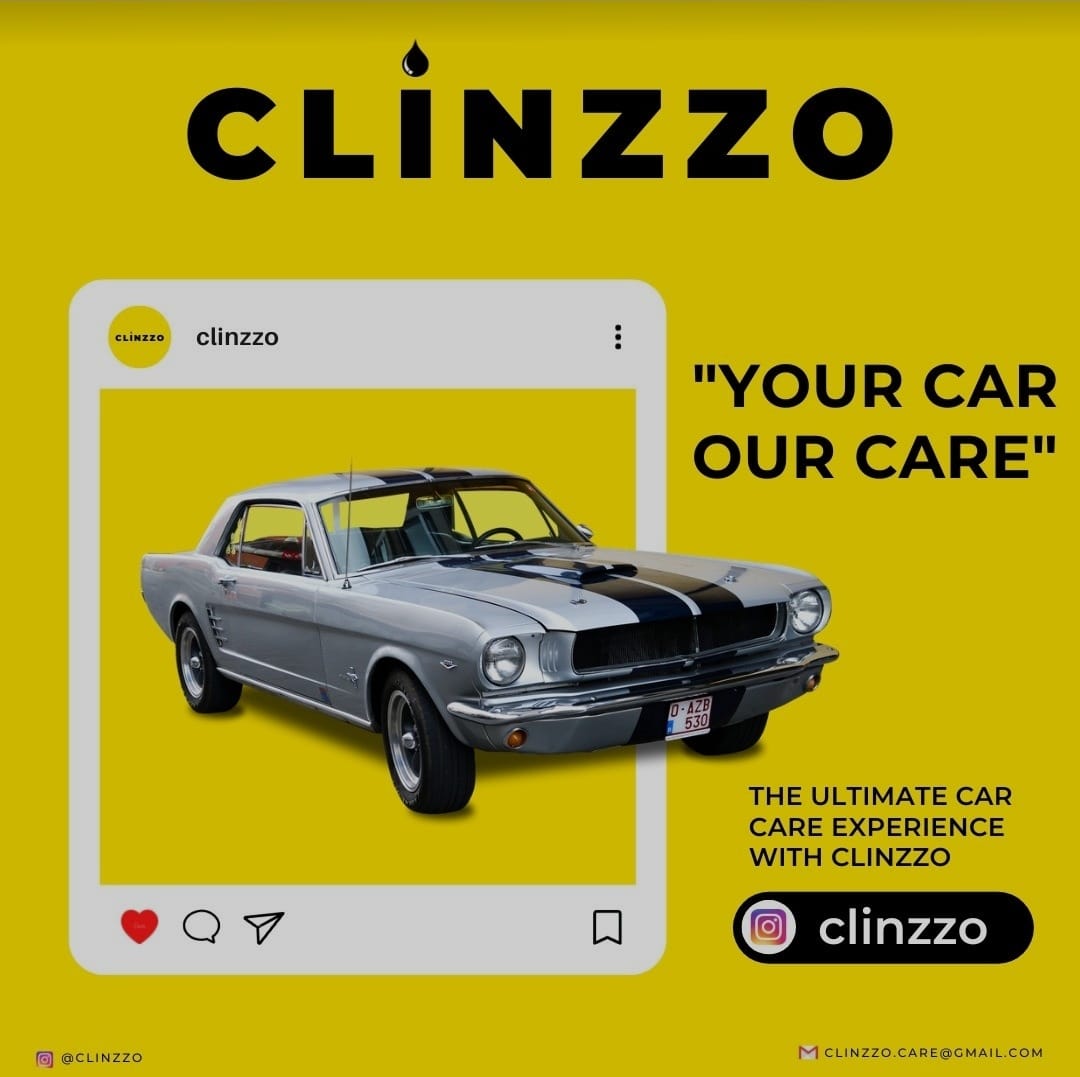 CLiNZZO
CLiNZZO
clinzzo
"YOUR CAR
OUR CARE"
O-AZB
530
THE ULTIMATE CAR
CARE EXPERIENCE
WITH CLINZZO
clinzzo
@CLINZZO
CLINZZO.CARE@GMAIL.COM